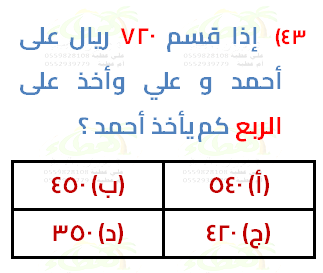 ٤٣) إذا قسم ٧٢٠ ريال على
أحمد و علي وأخذ على
الربع كم يأخذ أحمد ؟
(أ) ٥٤٠ (ب) ٤٥٠
(ج) ٤٢٠ (د) ٣٥٠